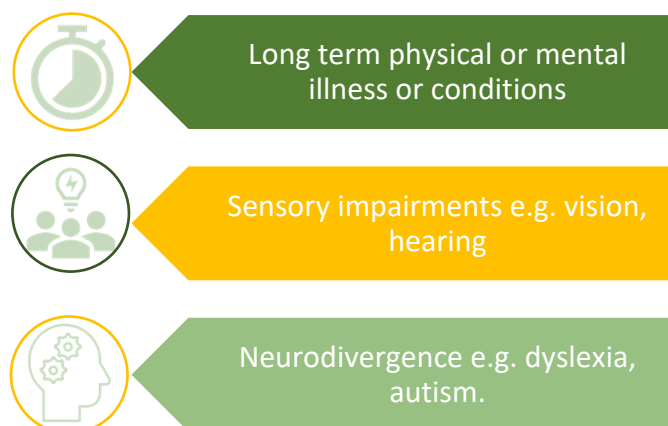 Long term physical or mental
illness or conditions
Sensory impairments e.g. vision,
hearing
Neurodivergence e.g. dyslexia,
autism.